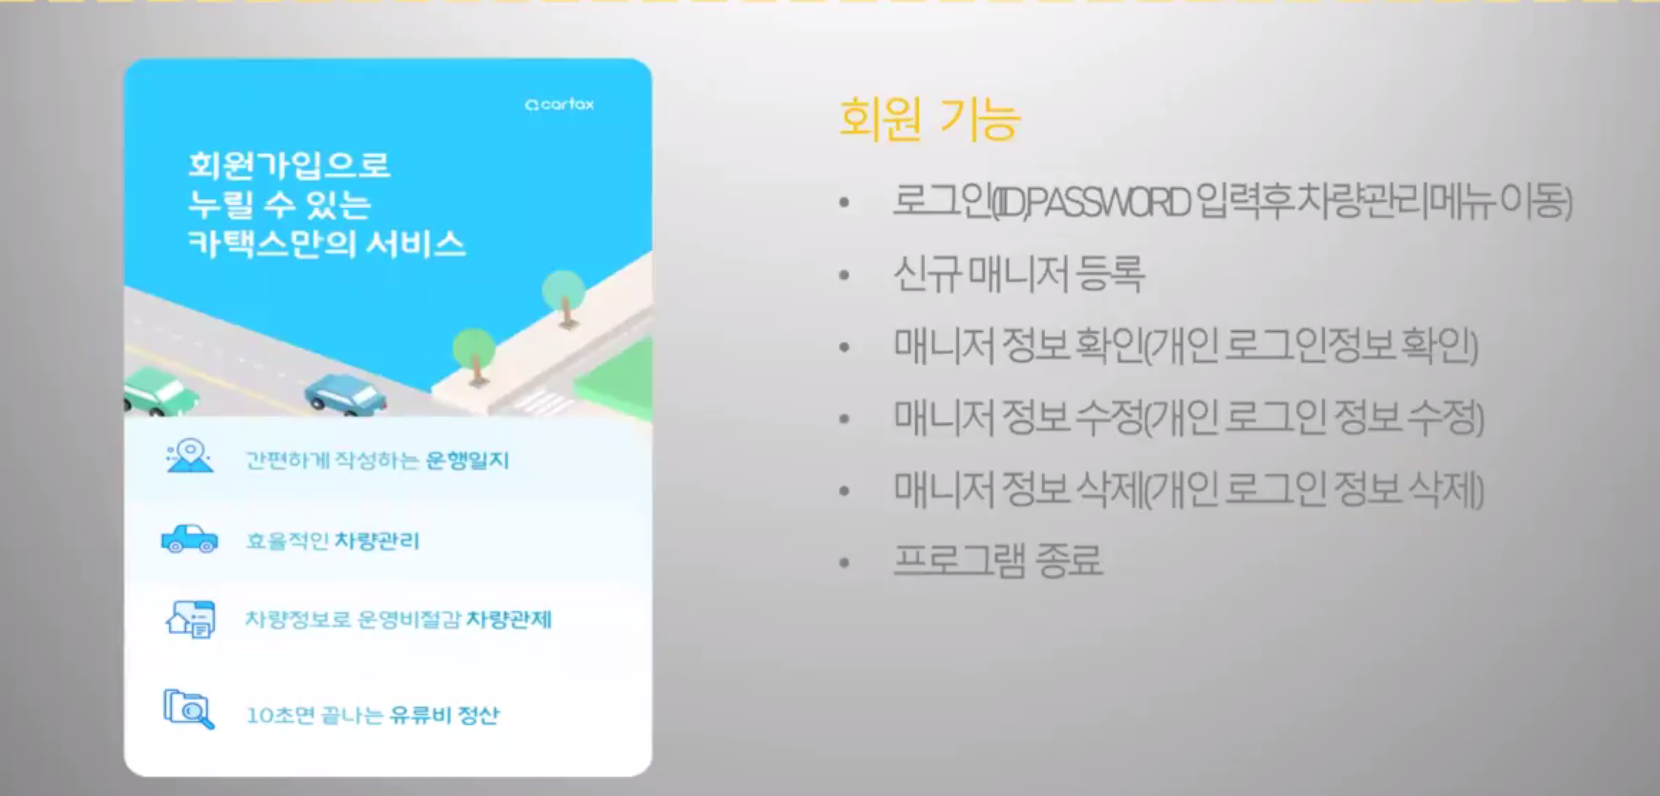 cartax
회원가입으로
누릴 수 있는
카택스만의 서비스
간편하게 작성하는 운행일지
효율적인 차량관리
차량정보로 운영비절감 차량관제
10초면 끝나는 유류비 정산
회원 기능
• 로그인(ID,PASSWORD 입력후 차량관리메뉴 이동)
• 신규 매니저 등록
• 매니저 정보 확인(개인 로그인정보 확인)
• 매니저 정보 수정(개인 로그인 정보 수정)
• 매니저 정보 삭제(개인 로그인 정보 삭제)
• 프로그램 종료